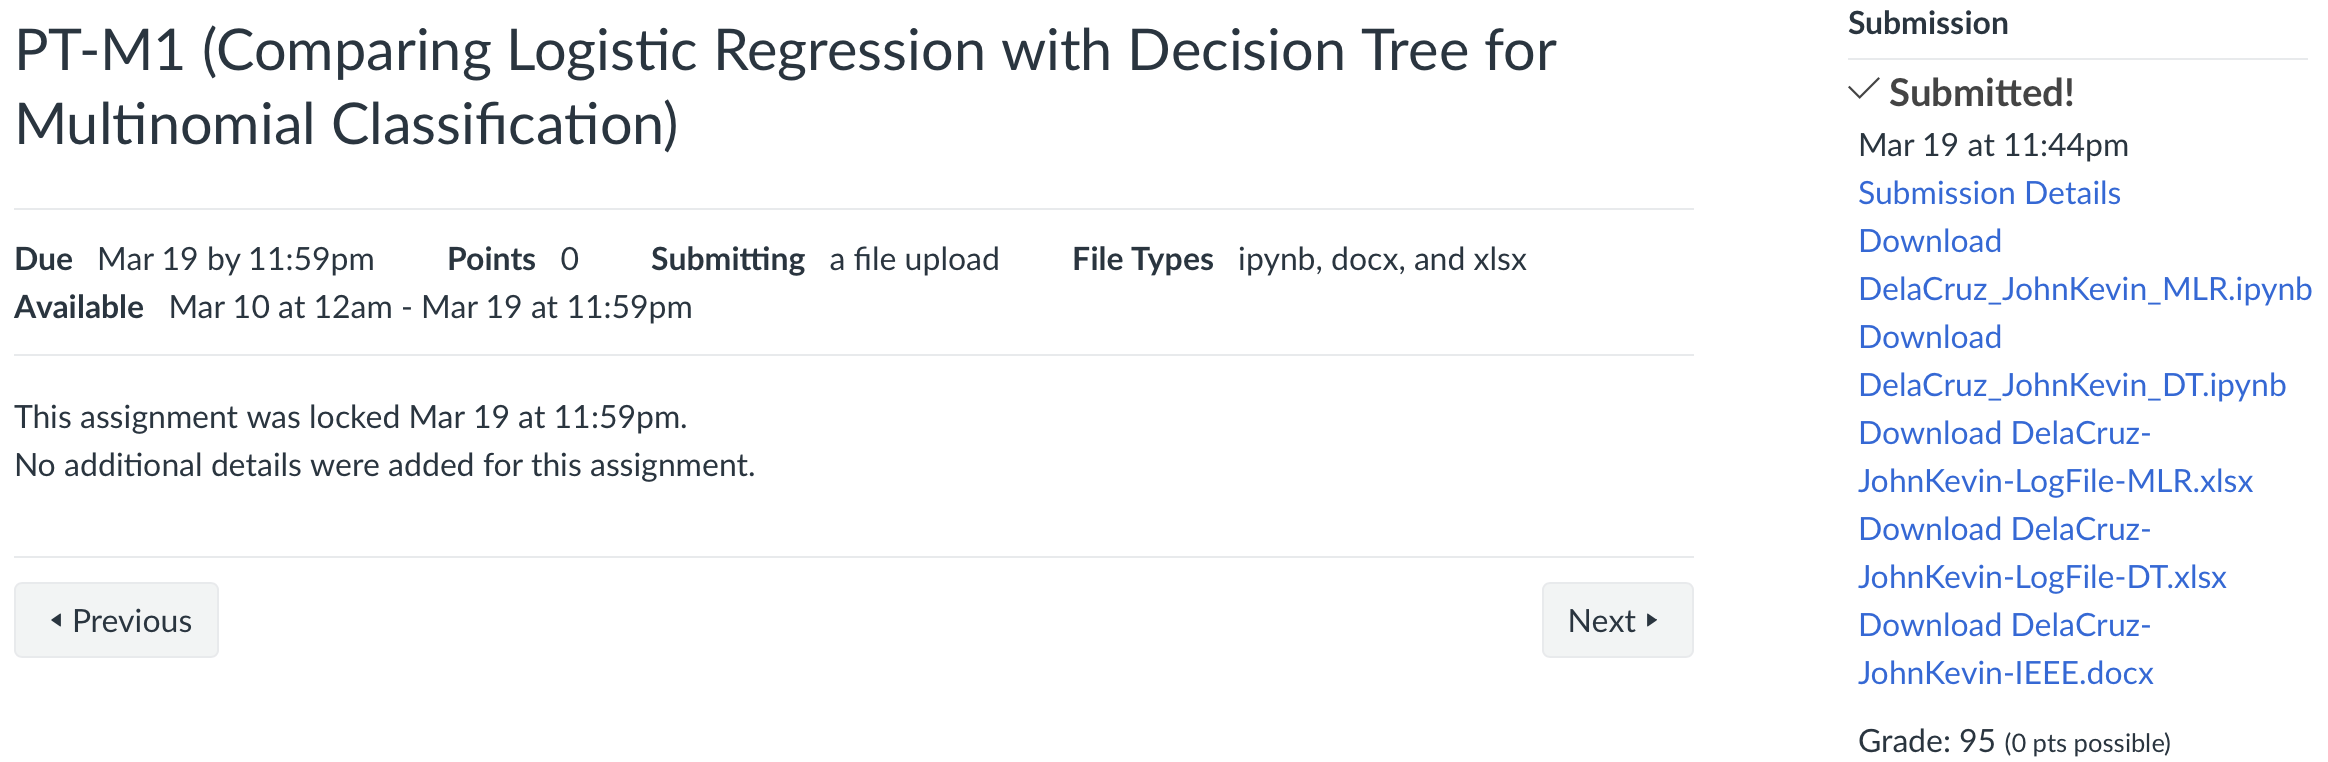 PT-M1 (Comparing Logistic Regression with Decision Tree for
Multinomial Classification)
Due Mar 19 by 11:59pm Points 0 Submitting a file upload File Types ipynb, docx, and xlsx
Available Mar 10 at 12am - Mar 19 at 11:59pm
This assignment was locked Mar 19 at 11:59pm.
No additional details were added for this assignment.
Previous
Next
Submission
Submitted!
Mar 19 at 11:44pm
Submission Details
Download
DelaCruz_JohnKevin_MLR.ipynb
Download
DelaCruz_JohnKevin_DT.ipynb
Download DelaCruz-
JohnKevin-LogFile-MLR.xlsx
Download DelaCruz-
JohnKevin-LogFile-DT.xlsx
Download DelaCruz-
JohnKevin-IEEE.docx
Grade: 95 (0 pts possible)